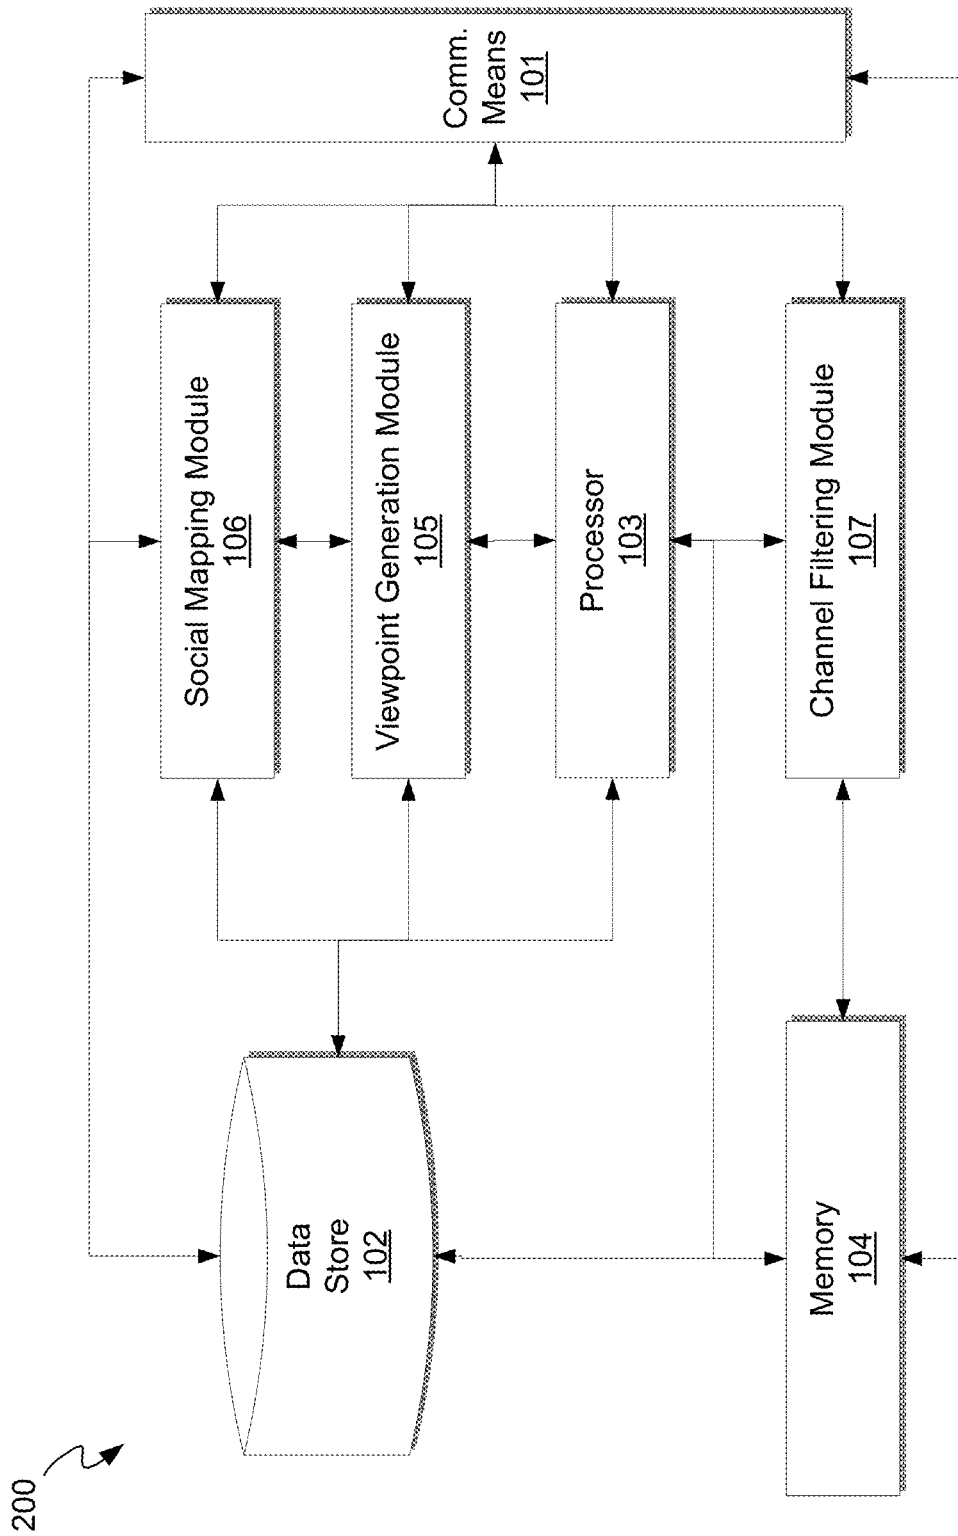 200
Data
Store
102
Memory
104
Social Mapping Module
106
Viewpoint Generation Module
105
Processor
103
Channel Filtering Module
107
Comm.
Means
101